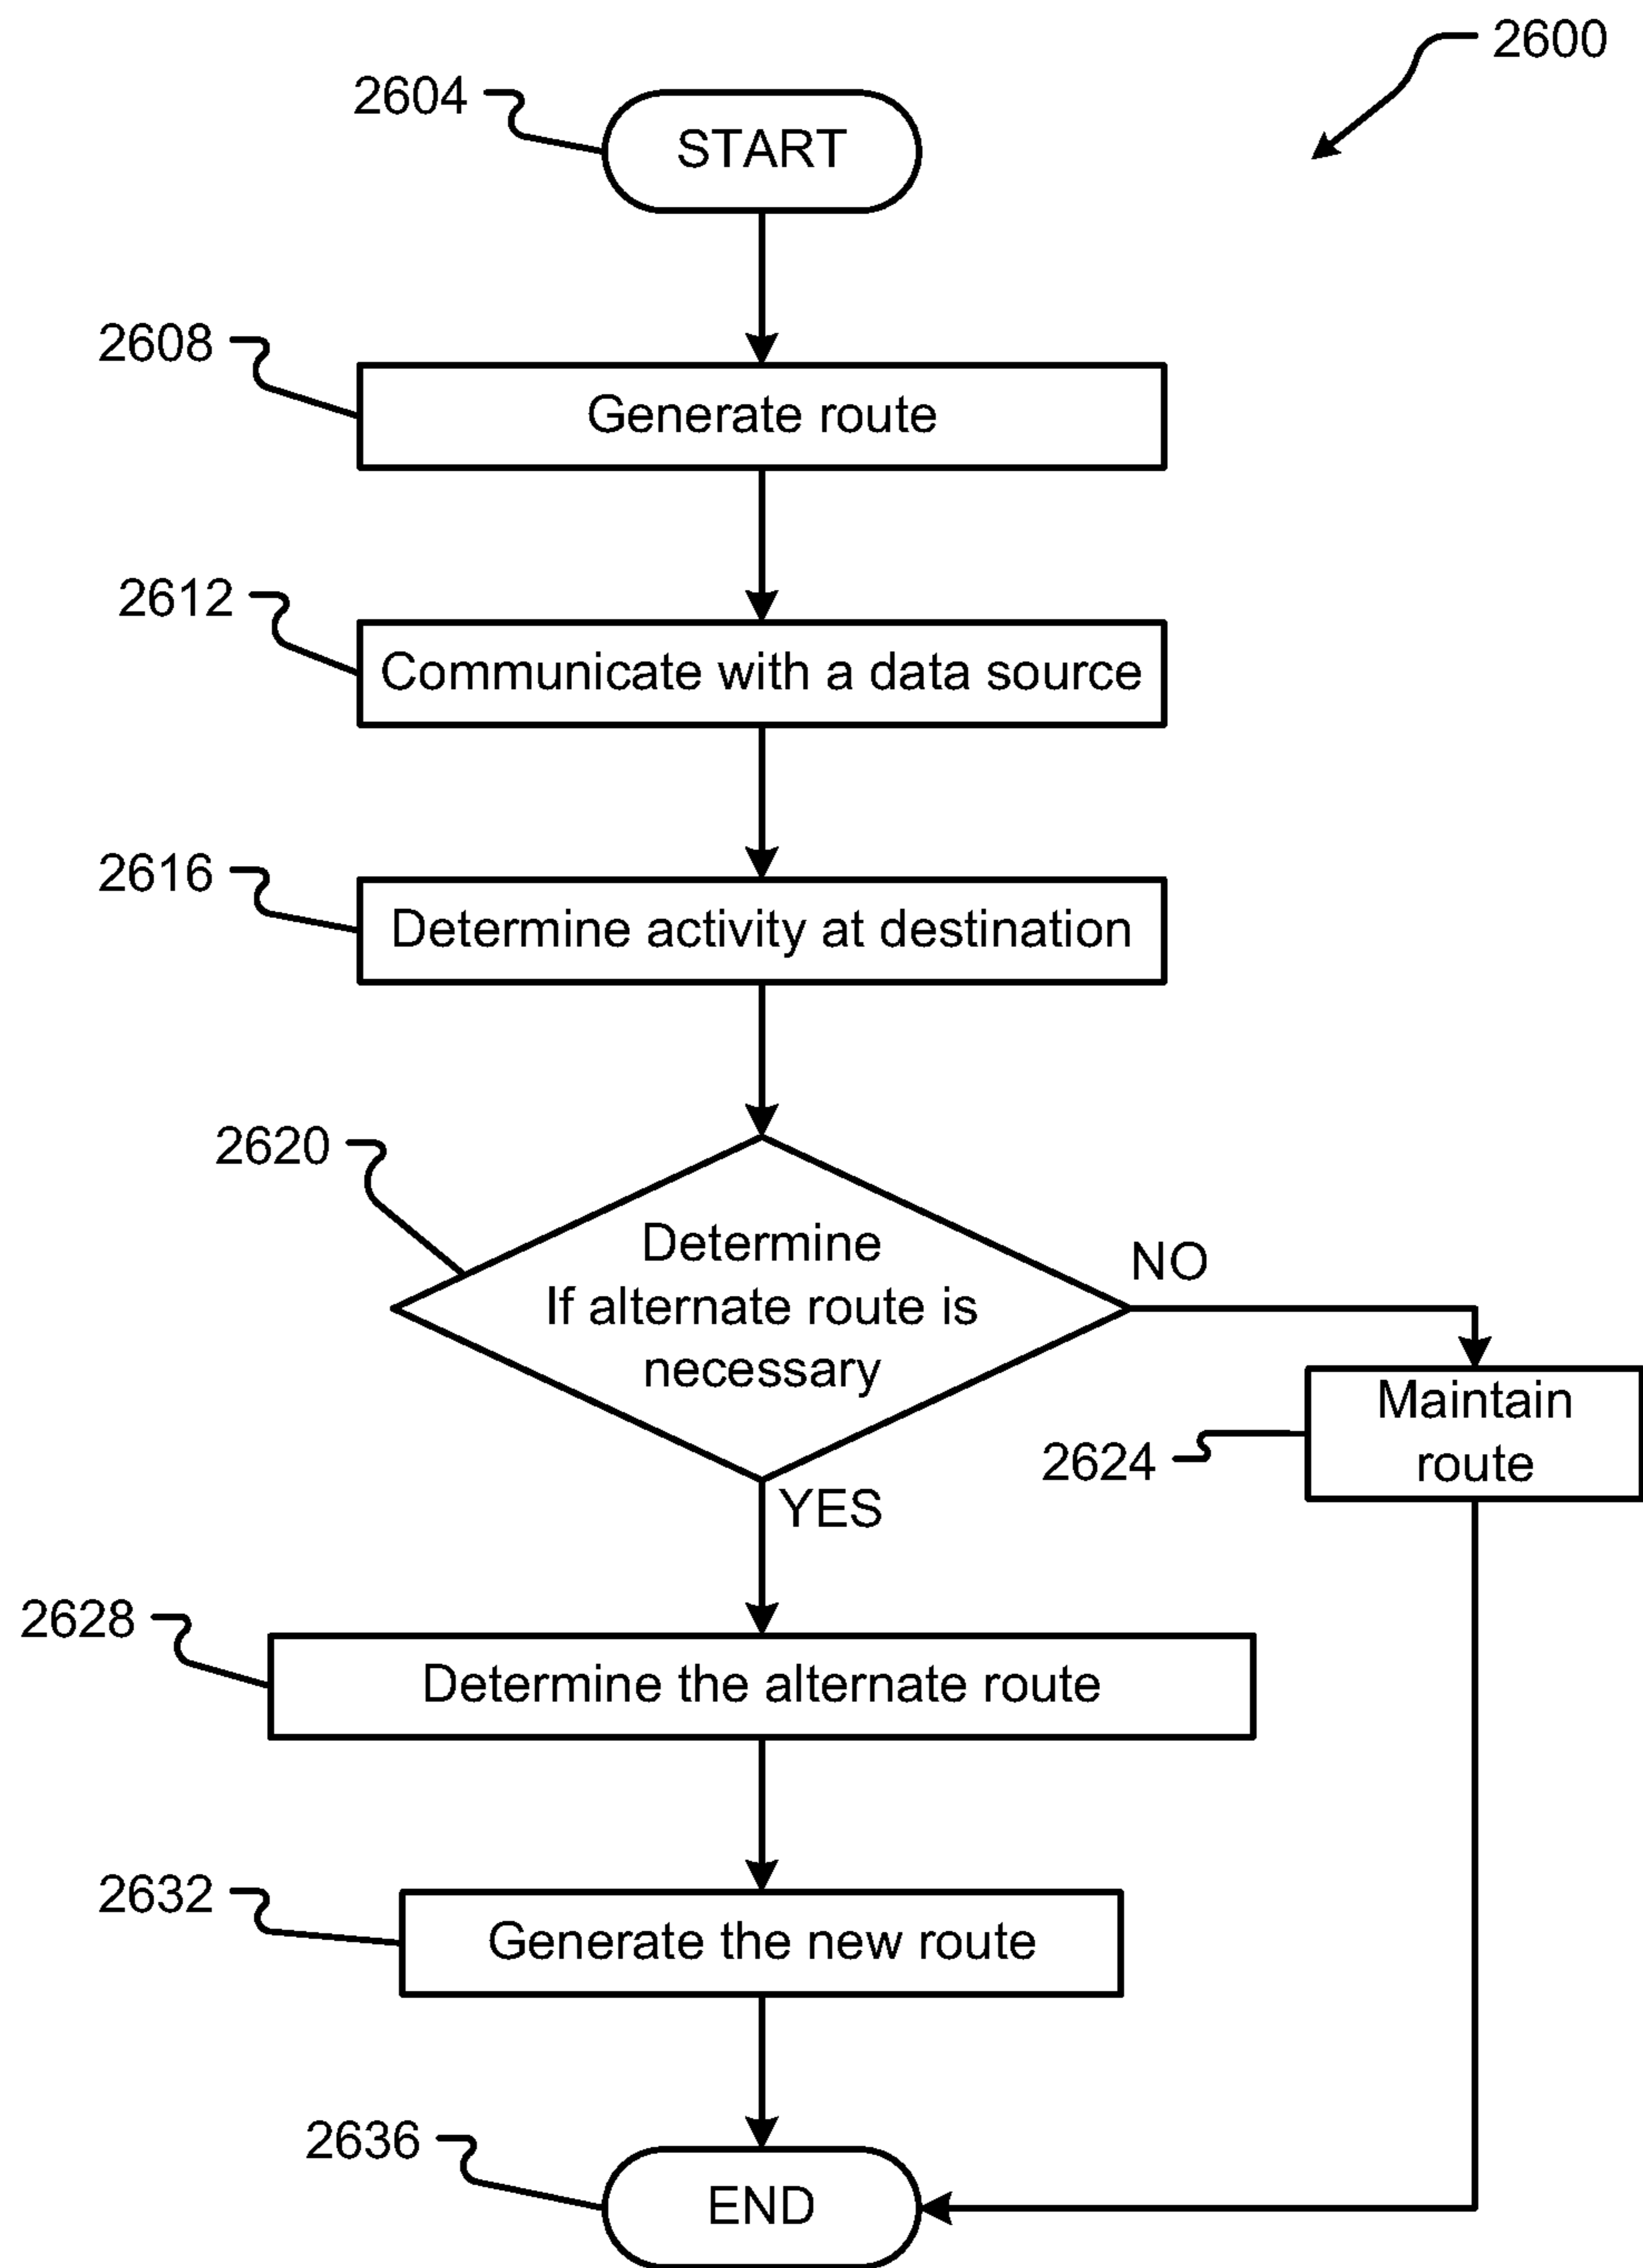 2600
2604
START
2608
Generate route
2612
Communicate with a data source
2616
Determine activity at destination
2620
Determine
If alternate route is
necessary
NO
Maintain
route
2624
YES
2628
Determine the alternate route
2632
Generate the new route
2636
END